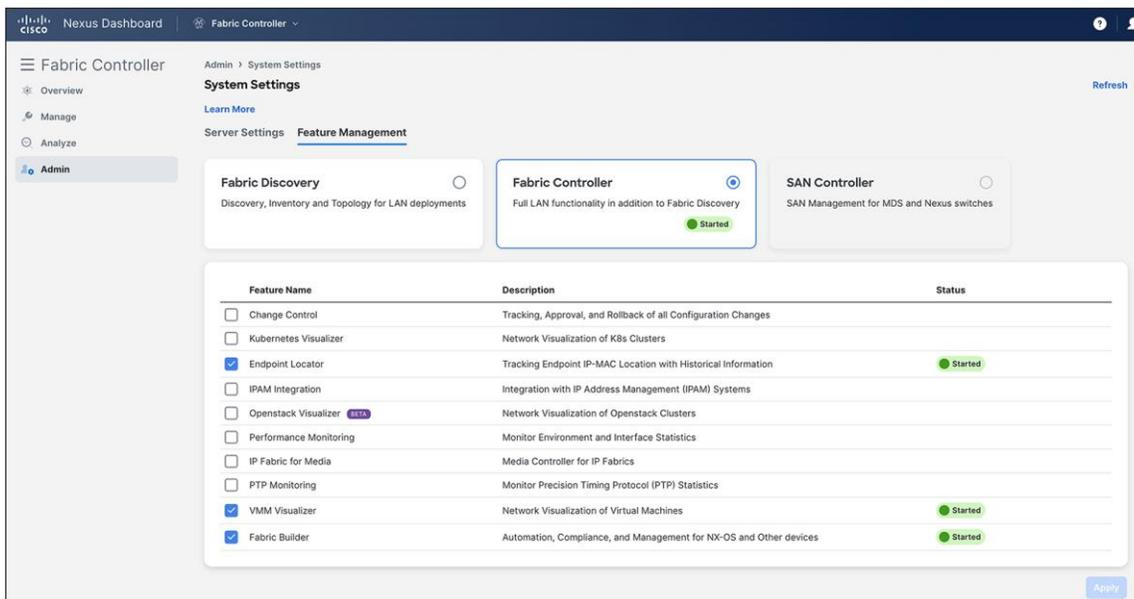 CISCO Nexus Dashboard Fabric Controller
Fabric Controller
Overview
Manage
Analyze
Admin
Admin > System Settings
System Settings
Refresh
Learn More
Server Settings Feature Management
Fabric Discovery
Discovery, Inventory and Topology for LAN deployments
Fabric Controller
Full LAN functionality in addition to Fabric Discovery
Started
SAN Controller
SAN Management for MDS and Nexus switches
Feature Name Description Status
Change Control Tracking, Approval, and Rollback of all Configuration Changes
Kubernetes Visualizer Network Visualization of K8s Clusters
Endpoint Locator Tracking Endpoint IP-MAC Location with Historical Information Started
IPAM Integration Integration with IP Address Management (IPAM) Systems
Openstack Visualizer BETA Network Visualization of Openstack Clusters
Performance Monitoring Monitor Environment and Interface Statistics
IP Fabric for Media Media Controller for IP Fabrics
PTP Monitoring Monitor Precision Timing Protocol (PTP) Statistics
VMM Visualizer Network Visualization of Virtual Machines Started
Fabric Builder Automation, Compliance, and Management for NX-OS and Other devices Started
Apply